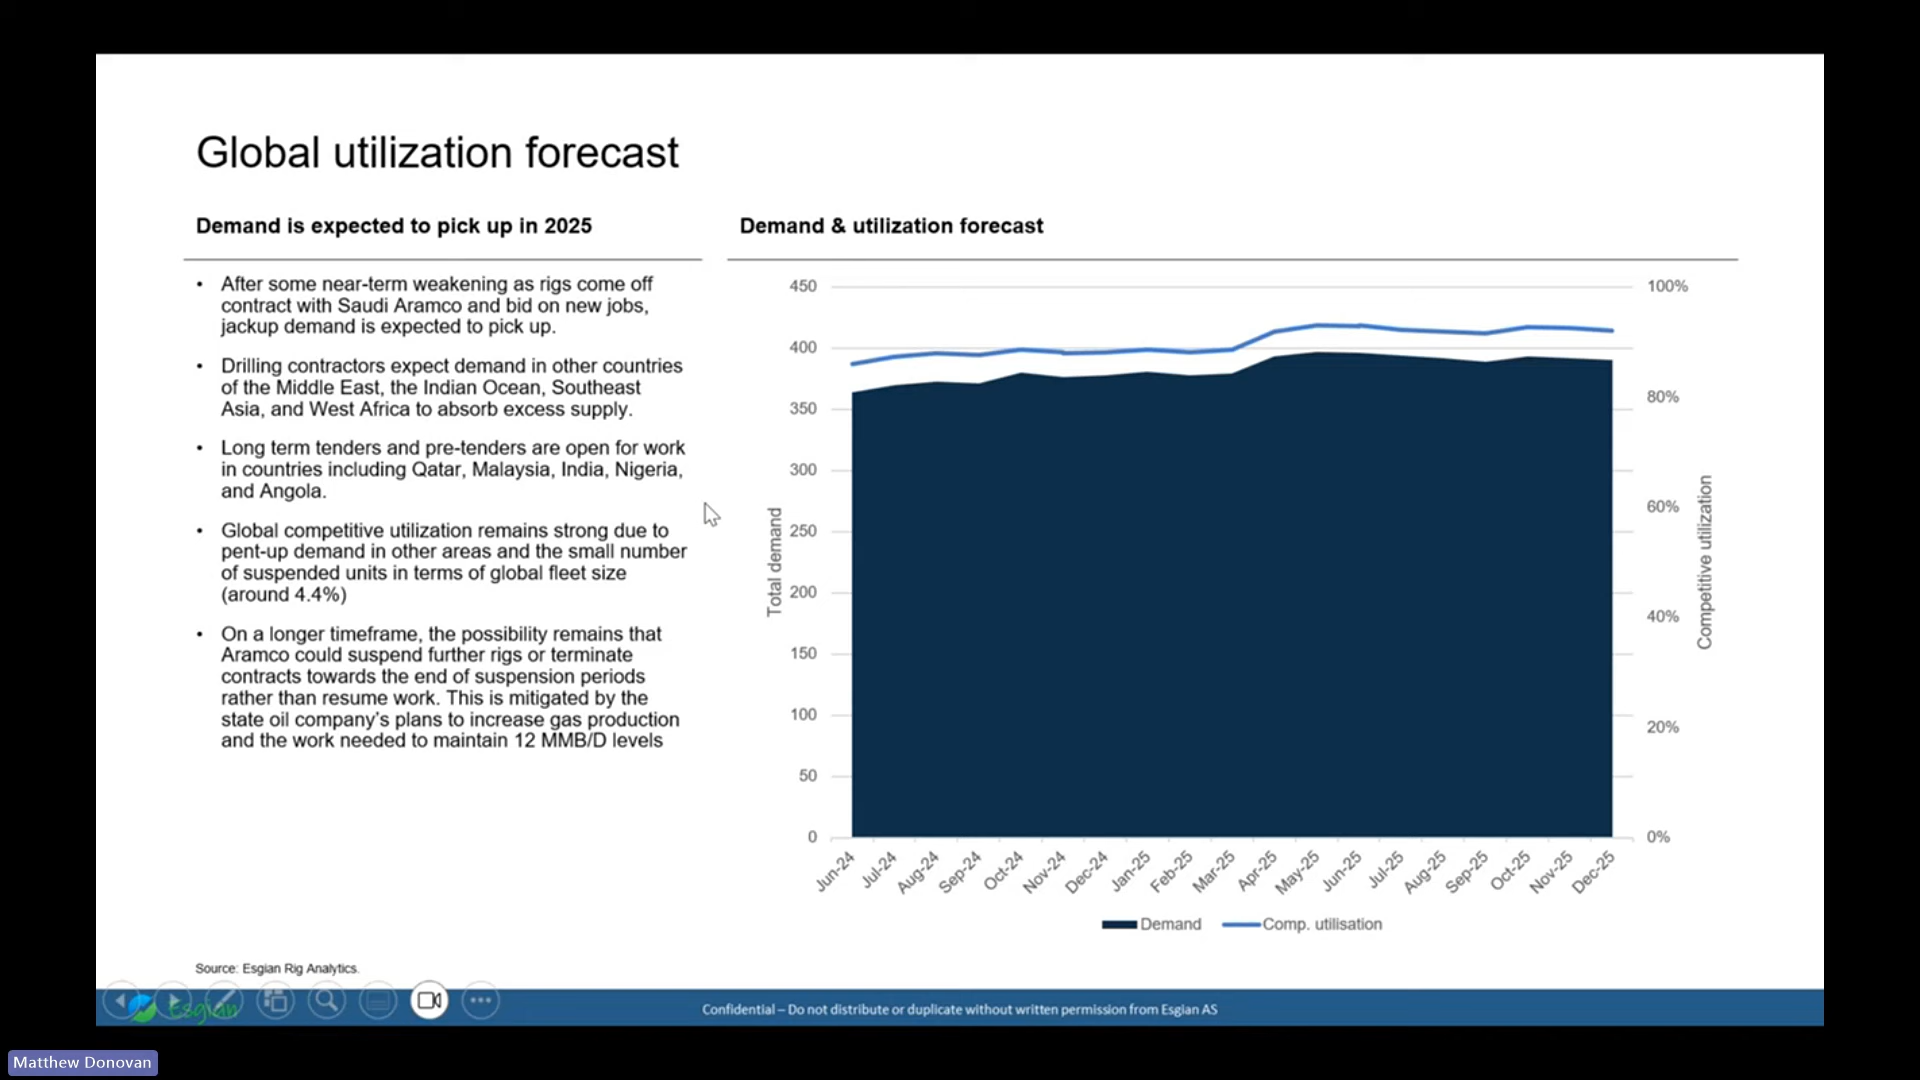 Global utilization forecast
Demand is expected to pick up in 2025
• After some near-term weakening as rigs come off
contract with Saudi Aramco and bid on new jobs,
jackup demand is expected to pick up.
• Drilling contractors expect demand in other countries
of the Middle East, the Indian Ocean, Southeast
Asia, and West Africa to absorb excess supply.
• Long term tenders and pre-tenders are open for work
in countries including Qatar, Malaysia, India, Nigeria,
and Angola.
• Global competitive utilization remains strong due to
pent-up demand in other areas and the small number
of suspended units in terms of global fleet size
(around 4.4%)
• On a longer timeframe, the possibility remains that
Aramco could suspend further rigs or terminate
contracts towards the end of suspension periods
rather than resume work. This is mitigated by the
state oil company's plans to increase gas production
and the work needed to maintain 12 MMB/D levels
Demand & utilization forecast
450
400
350
300
250
200
150
100
50
0
Total demand
100%
80%
60%
40%
20%
0%
Competitive utilization
Jun-24
Jul-24
Aug-24
Sep-24
Oct-24
Nov-24
Dec-24
Jan-25
Feb-25
Mar-25
Apr-25
May-25
Jun-25
Jul-25
Aug-25
Sep-25
Oct-25
Nov-25
Dec-25
Demand
Comp. utilisation
Source: Esgian Rig Analytics.
Esgian
Confidential – Do not distribute or duplicate without written permission from Esgian AS
Matthew Donovan